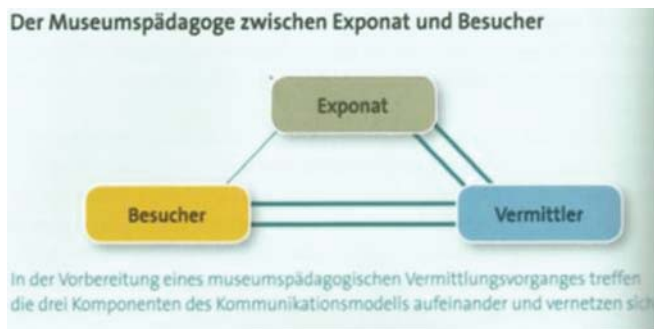 Der Museumspädagoge zwischen Exponat und Besucher
Exponat
Besucher
Vermittler
In der Vorbereitung eines museumspädagogischen Vermittlungsvorganges treffen
die drei Komponenten des Kommunikationsmodells aufeinander und vernetzen sich